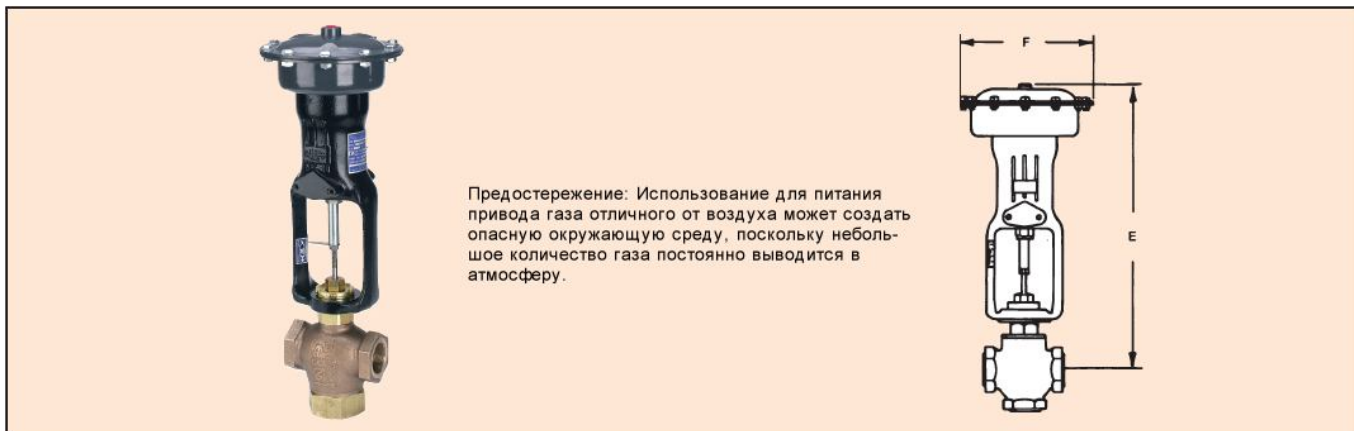 F
Предостережение: Использование для питания
привода газа отличного от воздуха может создать
опасную окружающую среду, поскольку неболь-
шое количество газа постоянно выводится в
атмосферу.
E